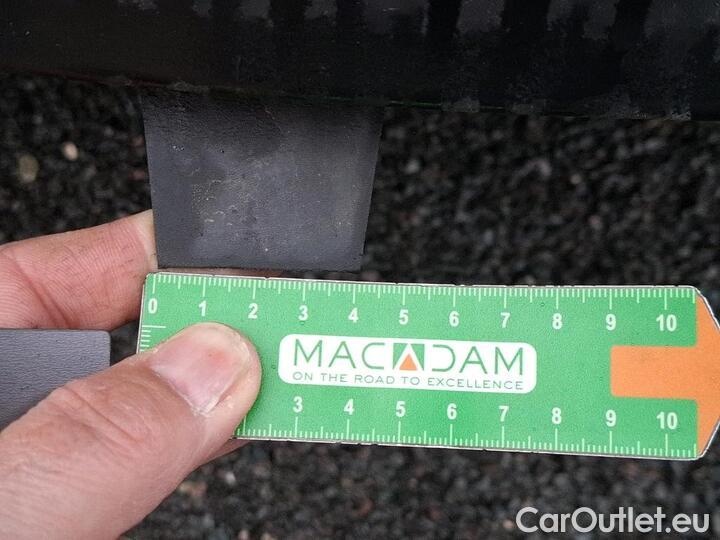 0 1 2 3 4 5 6 7 8 9 10
MACADAM
ON THE ROAD TO EXCELLENCE
3 4 5 6 7 8 9 10
CarOutlet.eu